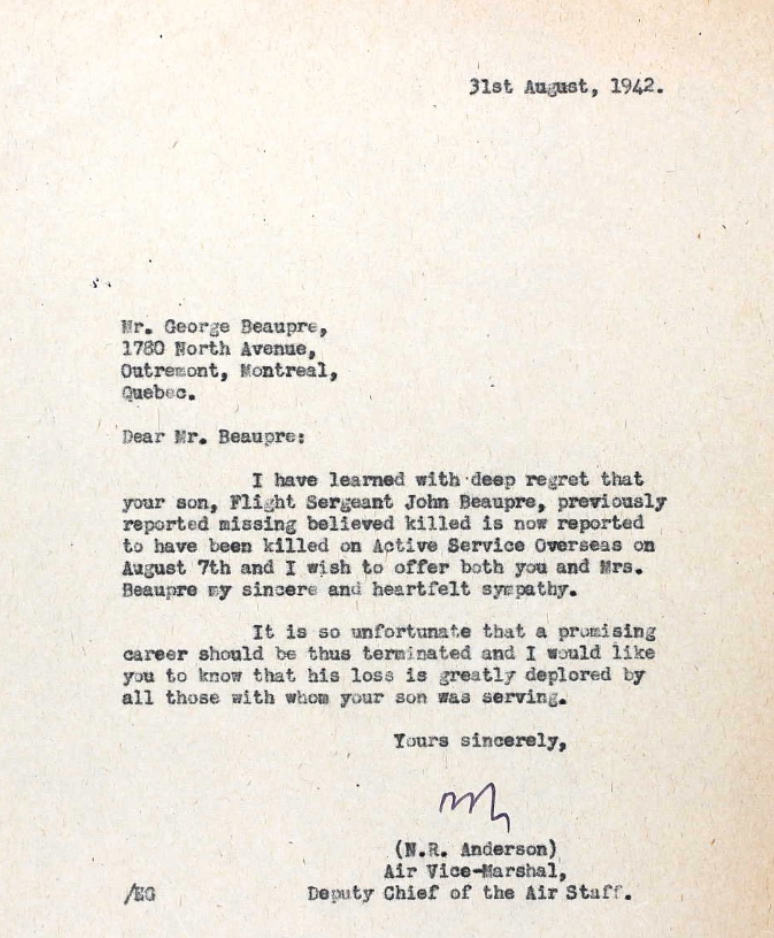 31st August, 1942.
Mr. George Beaupre,
1780 North Avenue,
Outremont, Montreal,
Quebec.
Dear Mr. Beaupre:
I have learned with deep regret that
your son, Flight Sergeant John Beaupre, previously
reported missing believed killed is now reported
to have been killed on Active Service Overseas on
August 7th and I wish to offer both you and Mrs.
Beaupre my sincere and heartfelt sympathy.
It is so unfortunate that a promising
career should be thus terminated and I would like
you to know that his loss is greatly deplored by
all those with whom your son was serving.
Yours sincerely,
(N.R. Anderson)
Air Vice-Marshal,
/EG Deputy Chief of the Air Staff.